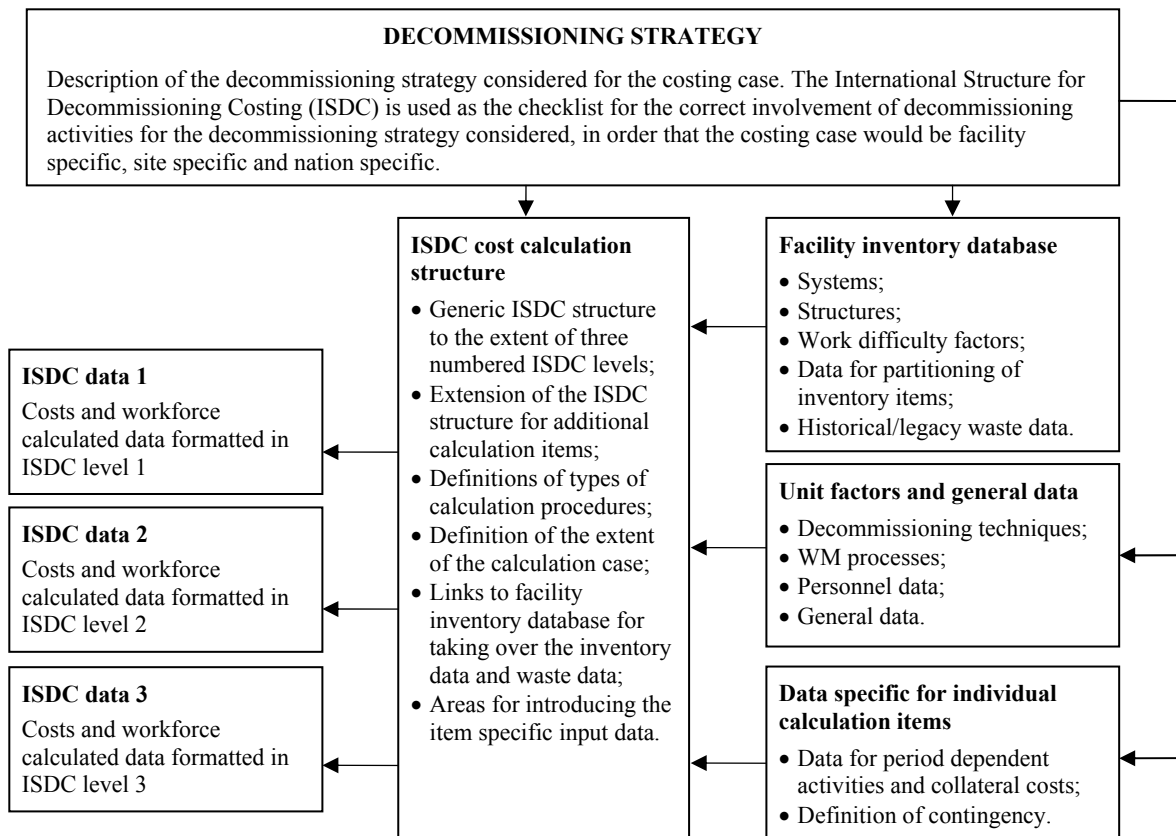 DECOMMISSIONING STRATEGY
Description of the decommissioning strategy considered for the costing case. The International Structure for
Decommissioning Costing (ISDC) is used as the checklist for the correct involvement of decommissioning
activities for the decommissioning strategy considered, in order that the costing case would be facility
specific, site specific and nation specific.
ISDC data 1
Costs and workforce
calculated data formatted in
ISDC level 1
ISDC data 2
Costs and workforce
calculated data formatted in
ISDC level 2
ISDC data 3
Costs and workforce
calculated data formatted in
ISDC level 3
ISDC cost calculation
structure
• Generic ISDC structure
to the extent of three
numbered ISDC levels;
• Extension of the ISDC
structure for additional
calculation items;
• Definitions of types of
calculation procedures;
• Definition of the extent
of the calculation case;
• Links to facility
inventory database for
taking over the inventory
data and waste data;
• Areas for introducing the
item specific input data.
Facility inventory database
• Systems;
• Structures;
• Work difficulty factors;
• Data for partitioning of
inventory items;
• Historical/legacy waste data.
Unit factors and general data
• Decommissioning techniques;
• WM processes;
• Personnel data;
• General data.
Data specific for individual
calculation items
• Data for period dependent
activities and collateral costs;
• Definition of contingency.